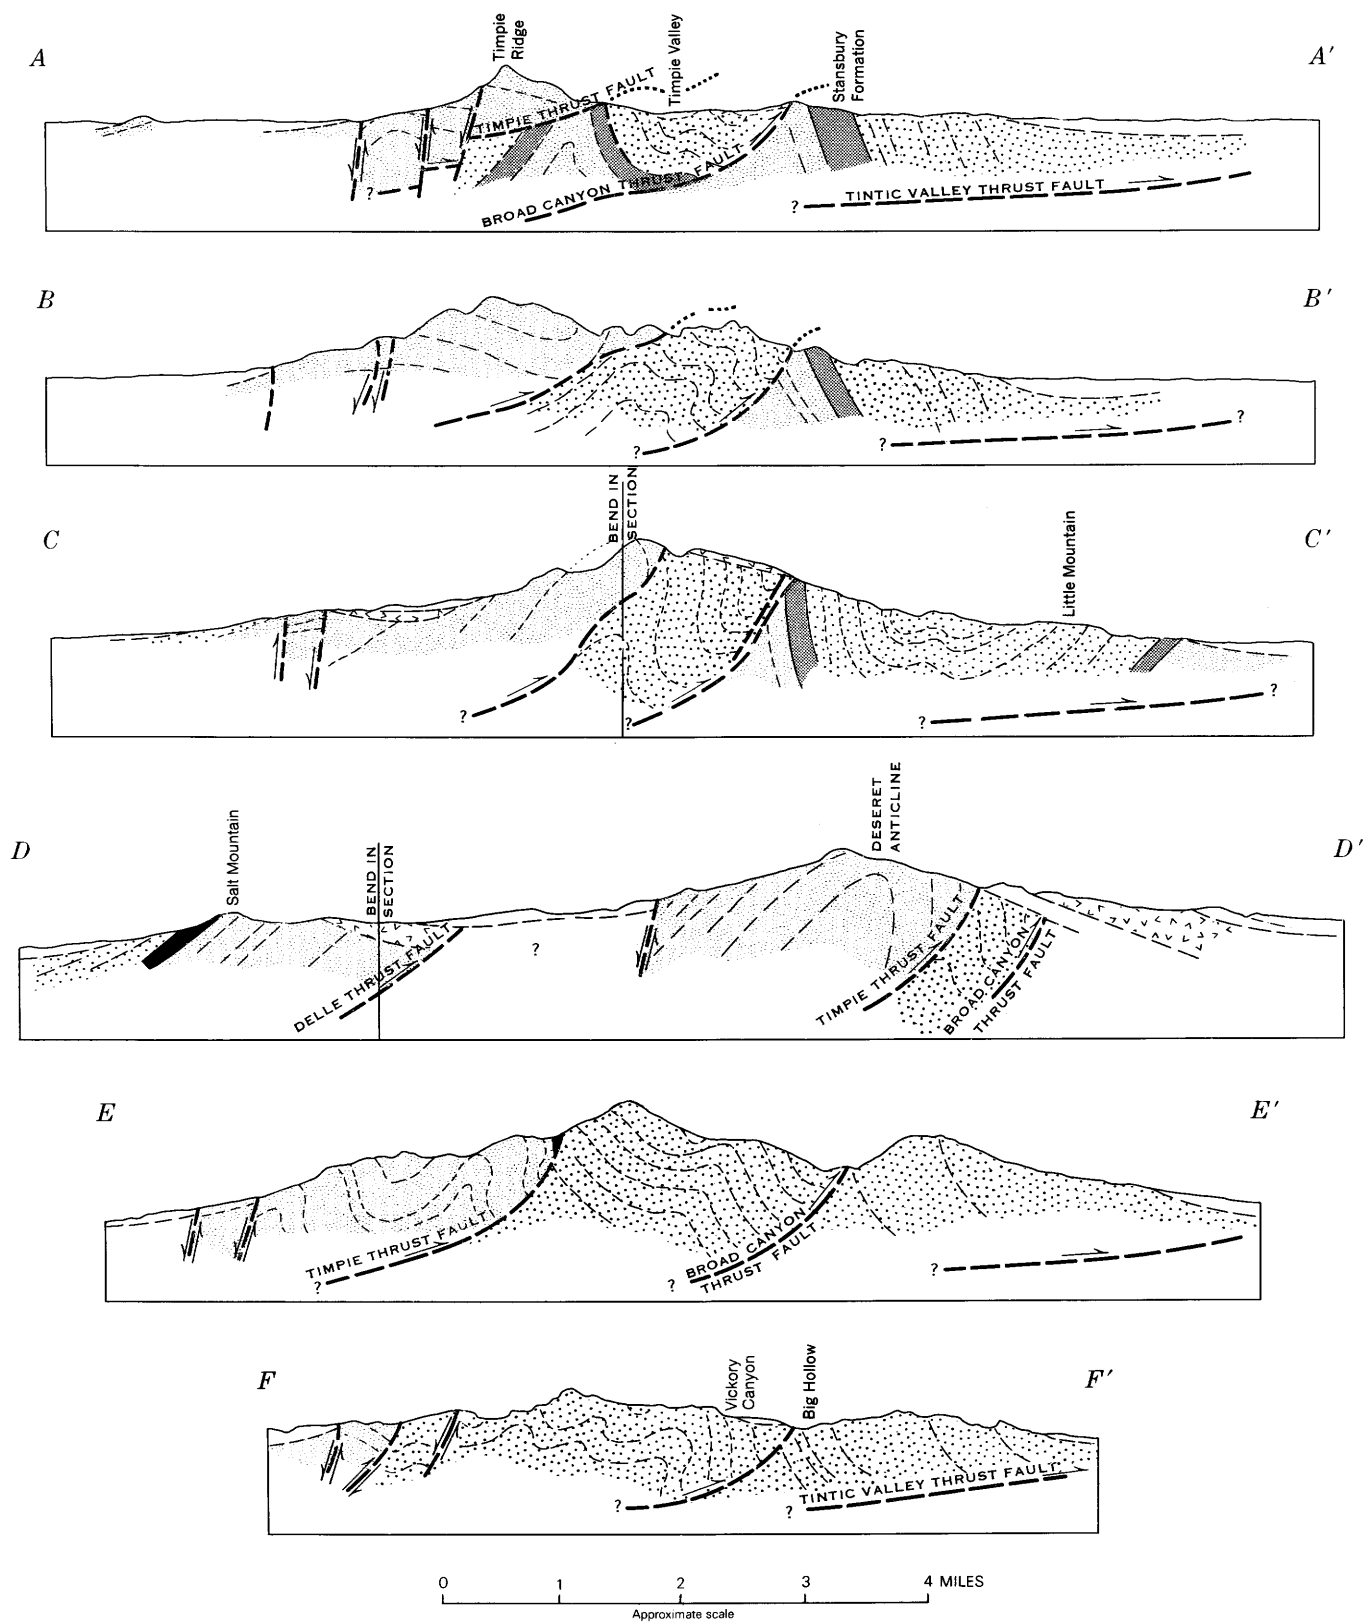 A
A′
Timpie
Ridge
Timpie Valley
Stansbury
Formation
TIMPIE THRUST FAULT
BROAD CANYON THRUST FAULT
?
?
TINTIC VALLEY THRUST FAULT
B
B′
?
?
?
C
C′
BEND IN
SECTION
Little Mountain
?
?
?
?
D
D′
Salt Mountain
BEND IN
SECTION
DESERET
ANTICLINE
DELLE THRUST FAULT
?
TIMPIE THRUST FAULT
BROAD CANYON
THRUST FAULT
E
E′
TIMPIE THRUST FAULT
?
BROAD CANYON
THRUST FAULT
?
?
F
F′
Vickory
Canyon
Big Hollow
?
?
TINTIC VALLEY THRUST FAULT
0 1 2 3 4 MILES
Approximate scale